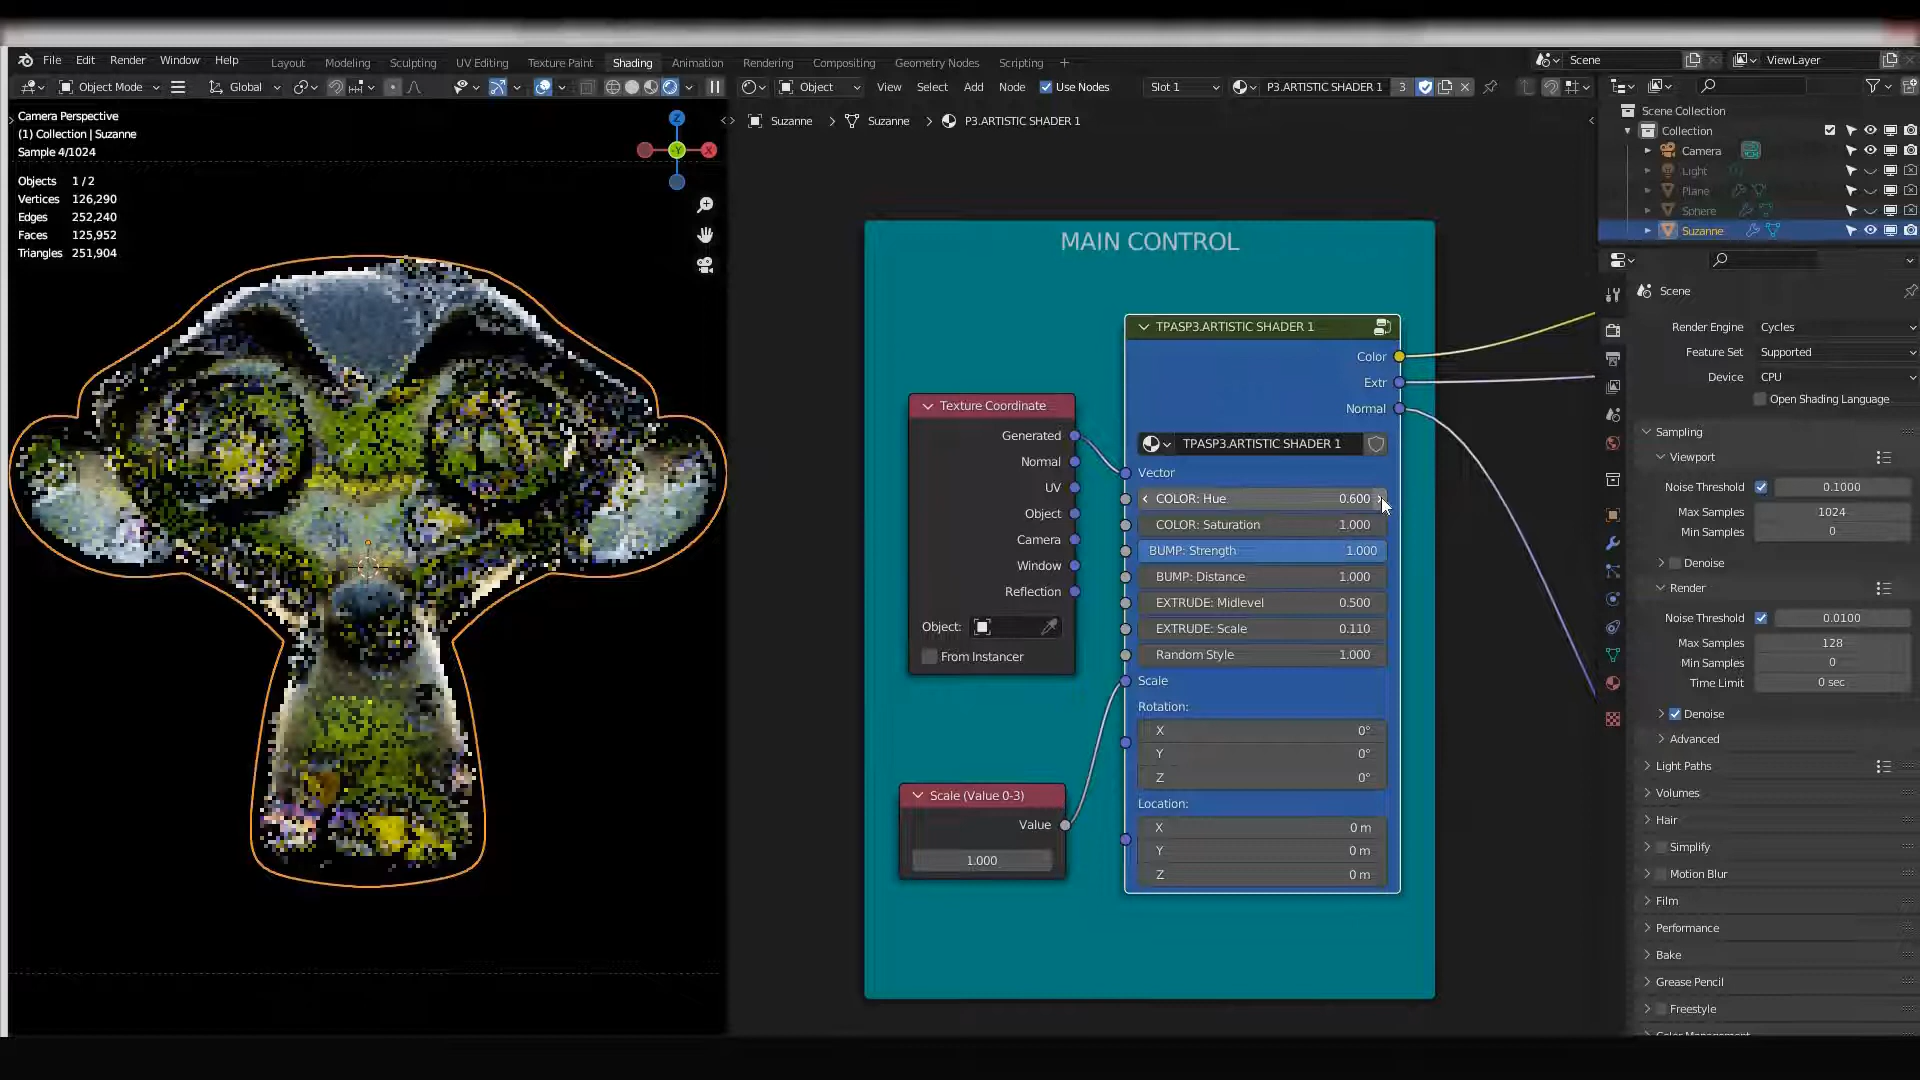 File Edit Render Window Help
Layout Modeling Sculpting UV Editing Texture Paint Shading Animation Rendering Compositing Geometry Nodes Scripting +
Scene
ViewLayer
Object Mode
Global
Object
View Select Add Node Use Nodes
Slot 1
P3.ARTISTIC SHADER 1
3
Camera Perspective
(1) Collection | Suzanne
Sample 4/1024
Objects 1 / 2
Vertices 126,290
Edges 252,240
Faces 125,952
Triangles 251,904
Z
-Y
X
Suzanne > Suzanne > P3.ARTISTIC SHADER 1
MAIN CONTROL
Texture Coordinate
Generated
Normal
UV
Object
Camera
Window
Reflection
Object:
From Instancer
Scale (Value 0-3)
Value
1.000
TPASP3.ARTISTIC SHADER 1
Color
Extr
Normal
TPASP3.ARTISTIC SHADER 1
Vector
COLOR: Hue 0.600
COLOR: Saturation 1.000
BUMP: Strength 1.000
BUMP: Distance 1.000
EXTRUDE: Midlevel 0.500
EXTRUDE: Scale 0.110
Random Style 1.000
Scale
Rotation:
X 0°
Y 0°
Z 0°
Location:
X 0 m
Y 0 m
Z 0 m
Scene Collection
Collection
Camera
Light
Plane
Sphere
Suzanne
Scene
Render Engine Cycles
Feature Set Supported
Device CPU
Open Shading Language
Sampling
Viewport
Noise Threshold 0.1000
Max Samples 1024
Min Samples 0
Denoise
Render
Noise Threshold 0.0100
Max Samples 128
Min Samples 0
Time Limit 0 sec
Denoise
Advanced
Light Paths
Volumes
Hair
Simplify
Motion Blur
Film
Performance
Bake
Grease Pencil
Freestyle